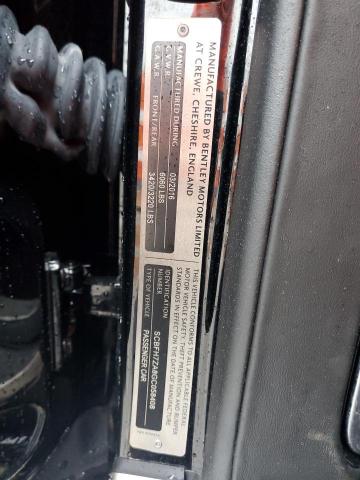 MANUFACTURED BY BENTLEY MOTORS LIMITED
AT CREWE, CHESHIRE, ENGLAND
MANUFACTURED DURING 03/2016
G.V.W.R. 6080 LBS
G.A.W.R. FRONT/REAR 3420/3220 LBS
THIS VEHICLE CONFORMS TO ALL APPLICABLE FEDERAL
MOTOR VEHICLE SAFETY, THEFT PREVENTION AND BUMPER
STANDARDS IN EFFECT ON THE DATE OF MANUFACTURE
IDENTIFICATION
NUMBER SCBFH7ZA8GC058408
TYPE OF VEHICLE PASSENGER CAR